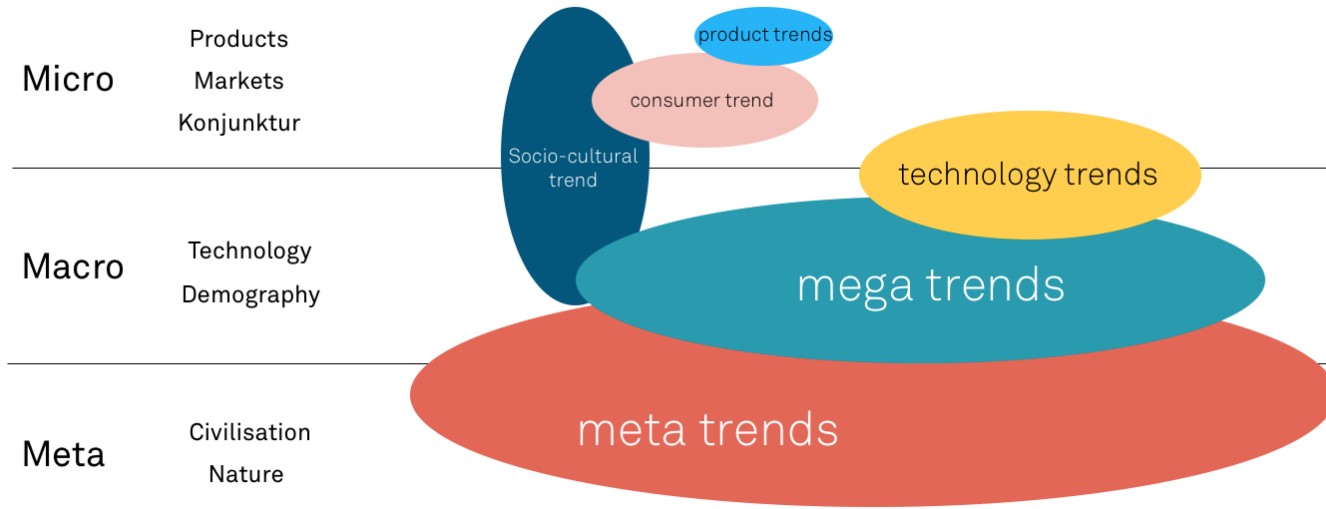 Micro
Products
Markets
Konjunktur
product trends
consumer trend
Socio-cultural
trend
technology trends
Macro
Technology
Demography
mega trends
Meta
Civilisation
Nature
meta trends